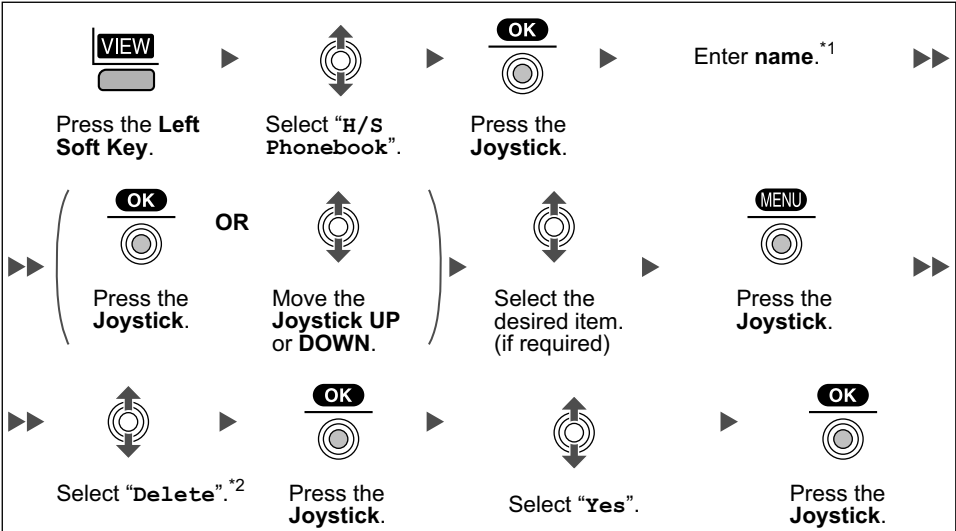 VIEW
OK
Enter name.*1
Press the Left
Soft Key.
Select “H/S
Phonebook”.
Press the
Joystick.
OK
OR
MENU
Press the
Joystick.
Move the
Joystick UP
or DOWN.
Select the
desired item.
(if required)
Press the
Joystick.
OK
OK
Select “Delete”.*2
Press the
Joystick.
Select “Yes”.
Press the
Joystick.